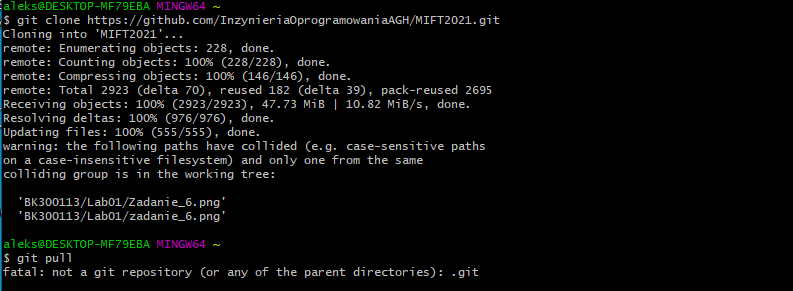 aleks@DESKTOP-MF79EBA MINGW64 ~
$ git clone https://github.com/InzynieriaOprogramowaniaAGH/MIFT2021.git
Cloning into 'MIFT2021'...
remote: Enumerating objects: 228, done.
remote: Counting objects: 100% (228/228), done.
remote: Compressing objects: 100% (146/146), done.
remote: Total 2923 (delta 70), reused 182 (delta 39), pack-reused 2695
Receiving objects: 100% (2923/2923), 47.73 MiB | 10.82 MiB/s, done.
Resolving deltas: 100% (976/976), done.
Updating files: 100% (555/555), done.
warning: the following paths have collided (e.g. case-sensitive paths
on a case-insensitive filesystem) and only one from the same
colliding group is in the working tree:
'BK300113/Lab01/Zadanie_6.png'
'BK300113/Lab01/zadanie_6.png'
aleks@DESKTOP-MF79EBA MINGW64 ~
$ git pull
fatal: not a git repository (or any of the parent directories): .git